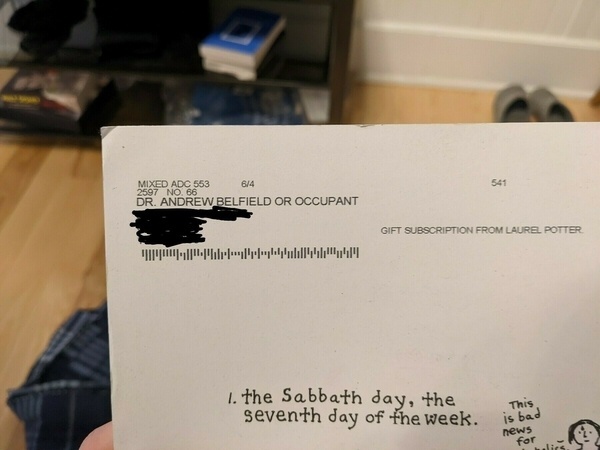 MIXED ADC 553 6/4 541
2597 NO. 66
DR. ANDREW BELFIELD OR OCCUPANT
GIFT SUBSCRIPTION FROM LAUREL POTTER.
1. the Sabbath day, the
seventh day of the week.
This
is bad
news
for